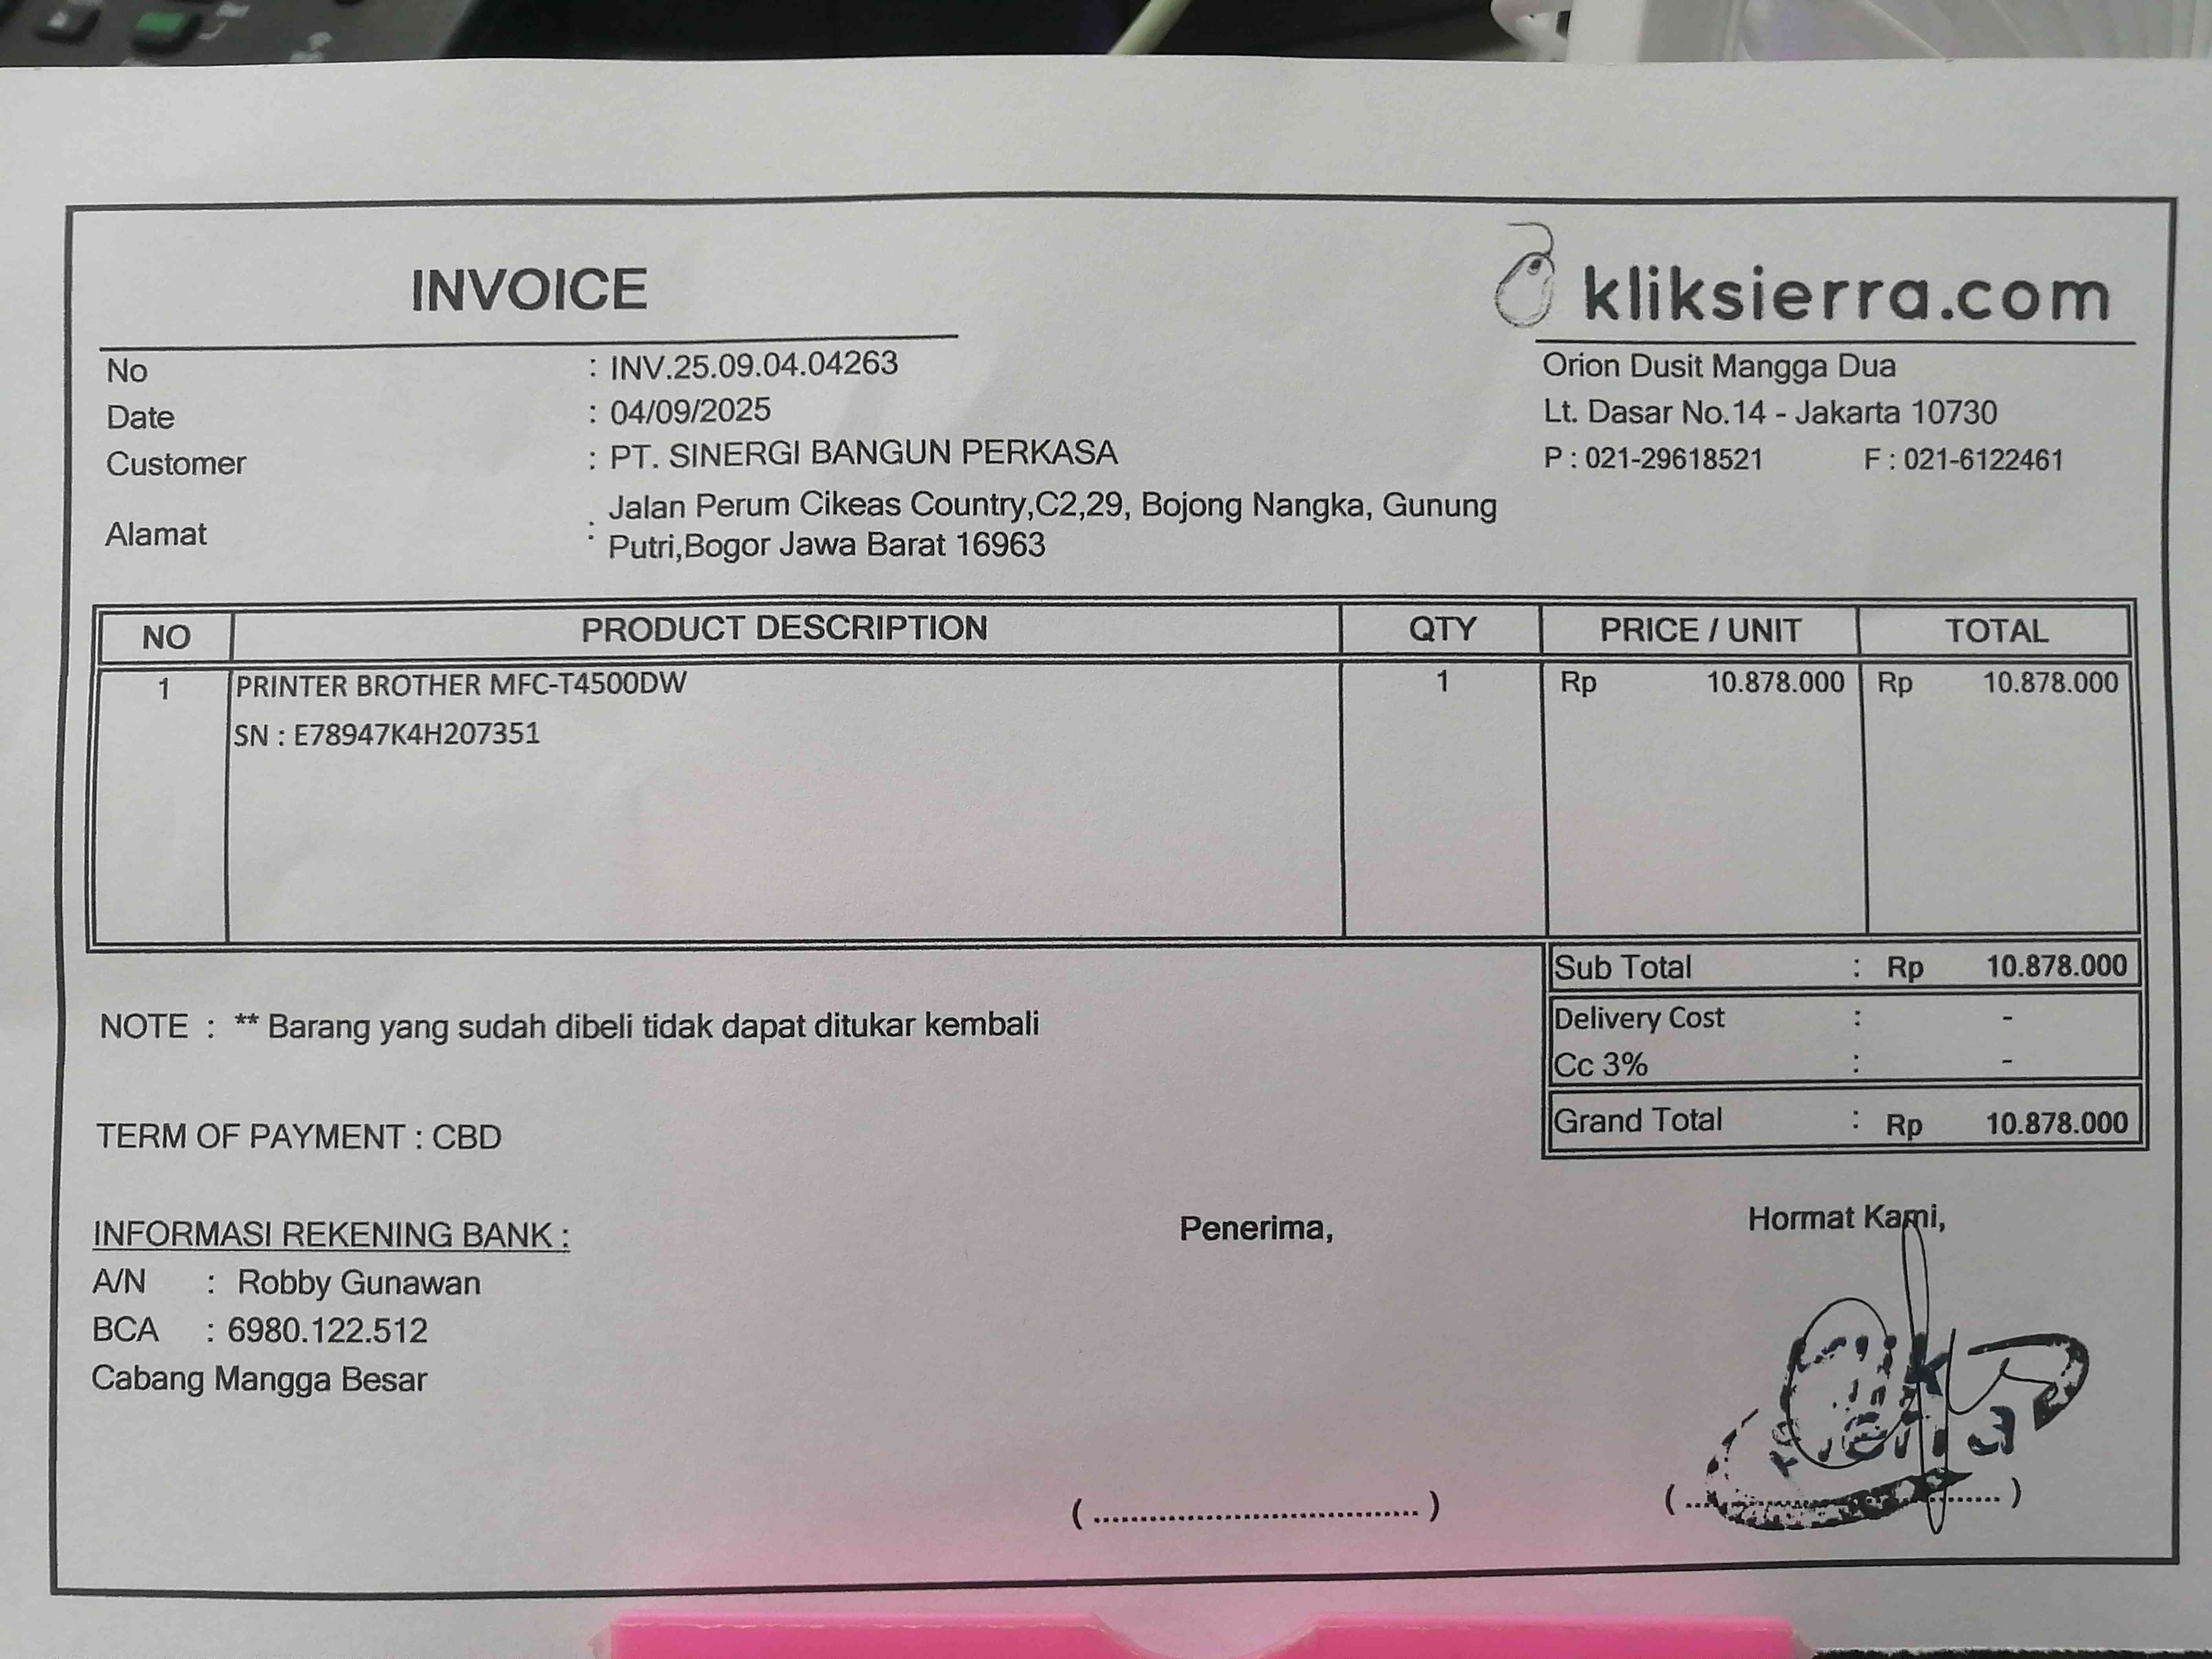 INVOICE
kliksierra.com
No : INV.25.09.04.04263
Date : 04/09/2025
Customer : PT. SINERGI BANGUN PERKASA
Alamat : Jalan Perum Cikeas Country,C2,29, Bojong Nangka, Gunung
Putri,Bogor Jawa Barat 16963
Orion Dusit Mangga Dua
Lt. Dasar No.14 - Jakarta 10730
P : 021-29618521 F : 021-6122461
NO PRODUCT DESCRIPTION QTY PRICE / UNIT TOTAL
1 PRINTER BROTHER MFC-T4500DW 1 Rp 10.878.000 Rp 10.878.000
SN : E78947K4H207351
Sub Total : Rp 10.878.000
Delivery Cost : -
Cc 3% : -
Grand Total : Rp 10.878.000
NOTE : ** Barang yang sudah dibeli tidak dapat ditukar kembali
TERM OF PAYMENT : CBD
INFORMASI REKENING BANK :
A/N : Robby Gunawan
BCA : 6980.122.512
Cabang Mangga Besar
Penerima,
(.................................)
Hormat Kami,
(.................................)